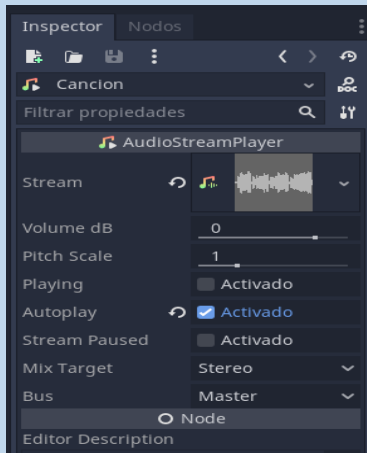 Inspector Nodos
Cancion
DOC
Filtrar propiedades
AudioStreamPlayer
Stream
Volume dB 0
Pitch Scale 1
Playing Activado
Autoplay Activado
Stream Paused Activado
Mix Target Stereo
Bus Master
Node
Editor Description